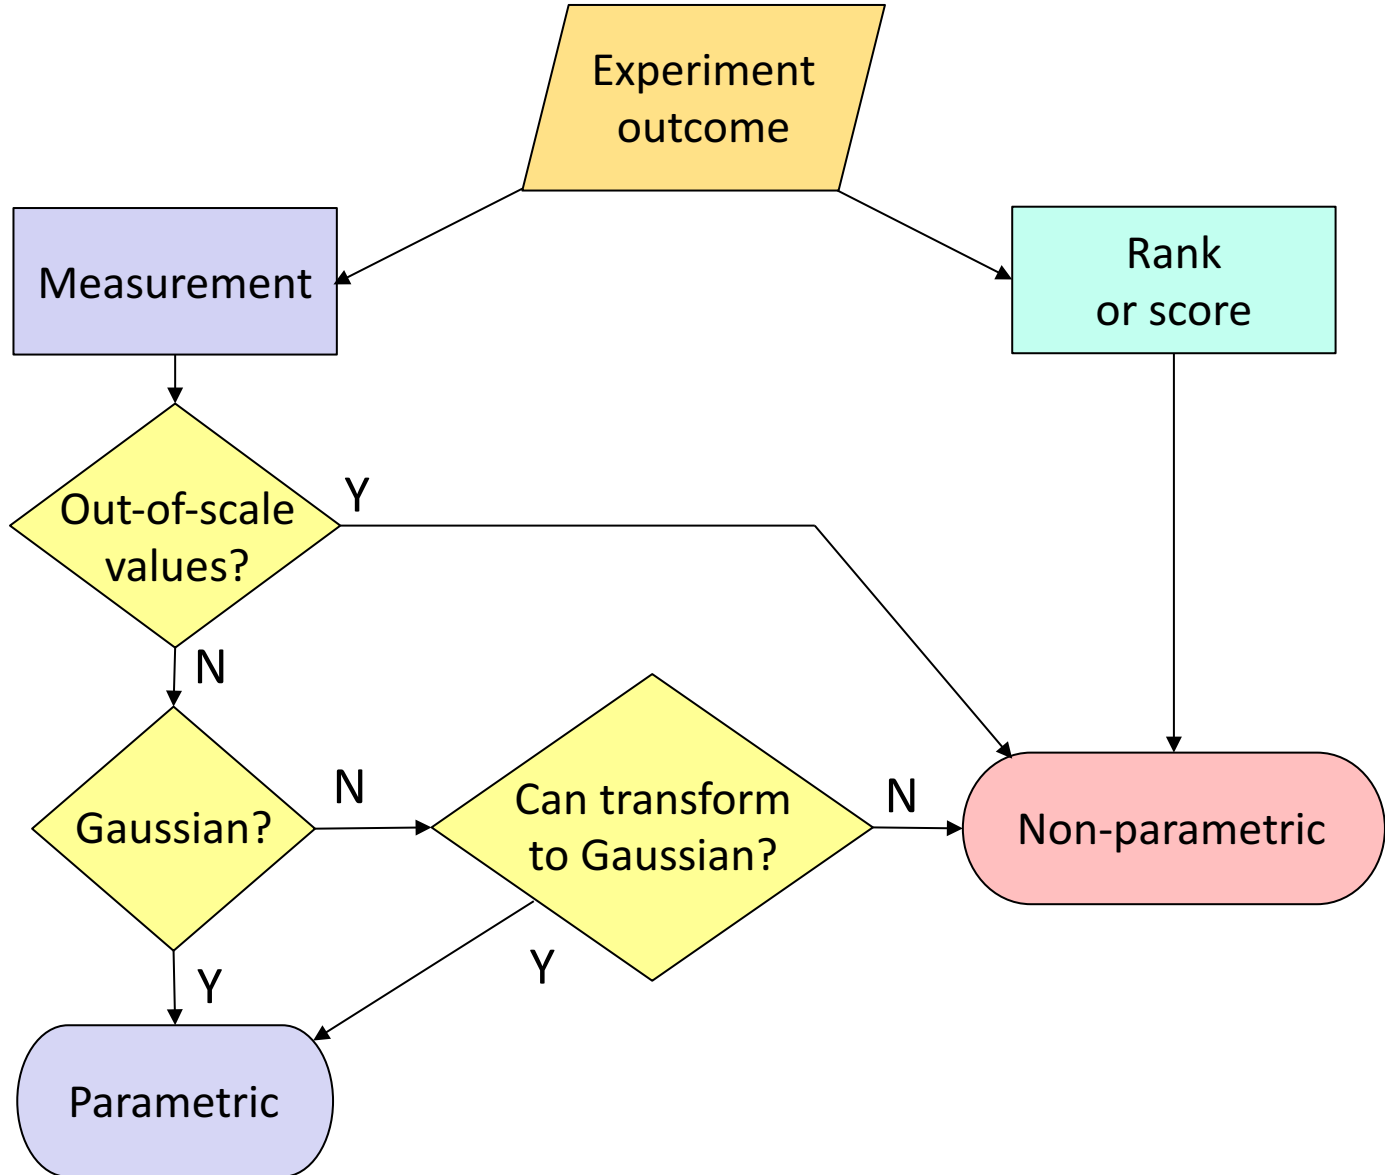 Experiment
outcome
Measurement
Rank
or score
Out-of-scale
values?
Y
N
Gaussian?
N
Can transform
to Gaussian?
N
Non-parametric
Y
Y
Parametric